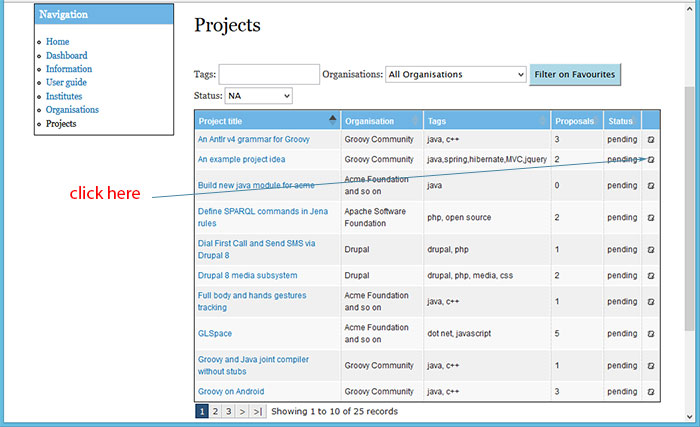 Navigation
Home
Dashboard
Information
User guide
Institutes
Organisations
Projects
Projects
Tags: Organisations: All Organisations Filter on Favourites
Status: NA
Project title Organisation Tags Proposals Status
An Antlr v4 grammar for Groovy Groovy Community java, c++ 3 pending
An example project idea Groovy Community java,spring,hibernate,MVC,jquery 2 pending
click here
Build new java module for acme Acme Foundation and so on java 0 pending
Define SPARQL commands in Jena rules Apache Software Foundation php, open source 2 pending
Dial First Call and Send SMS via Drupal 8 Drupal drupal, php 1 pending
Drupal 8 media subsystem Drupal drupal, php, media, css 2 pending
Full body and hands gestures tracking Acme Foundation and so on java, c++ 1 pending
GLSpace Acme Foundation and so on dot net, javascript 5 pending
Groovy and Java joint compiler without stubs Groovy Community java, c++ 1 pending
Groovy on Android Groovy Community java, c++ 3 pending
1 2 3 > >| Showing 1 to 10 of 25 records